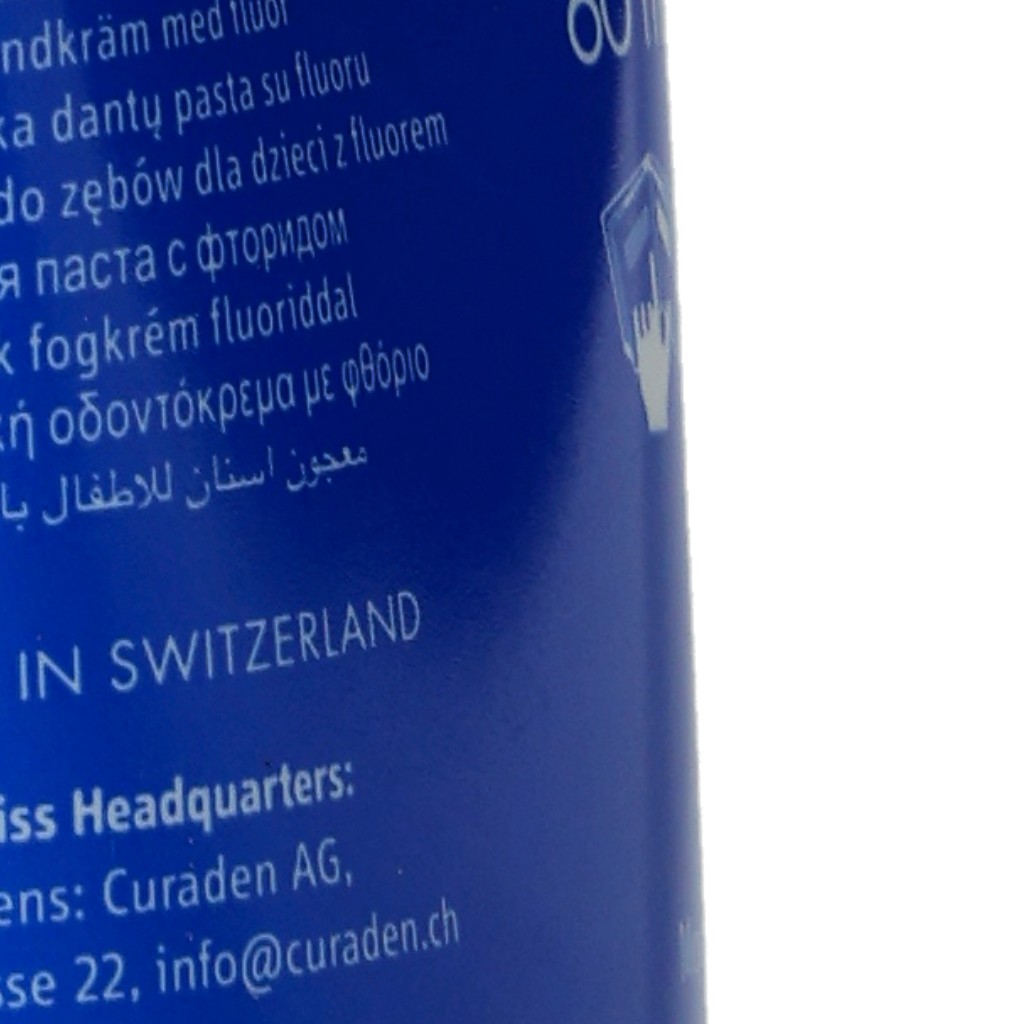 ndkräm med fluor
ka dantų pasta su fluoru
do zębów dla dzieci z fluorem
я паста с фторидом
k fogkrém fluoriddal
κή οδοντόκρεμα με φθόριο
معجون اسنان للاطفال با
IN SWITZERLAND
iss Headquarters:
ens: Curaden AG,
sse 22, info@curaden.ch
60